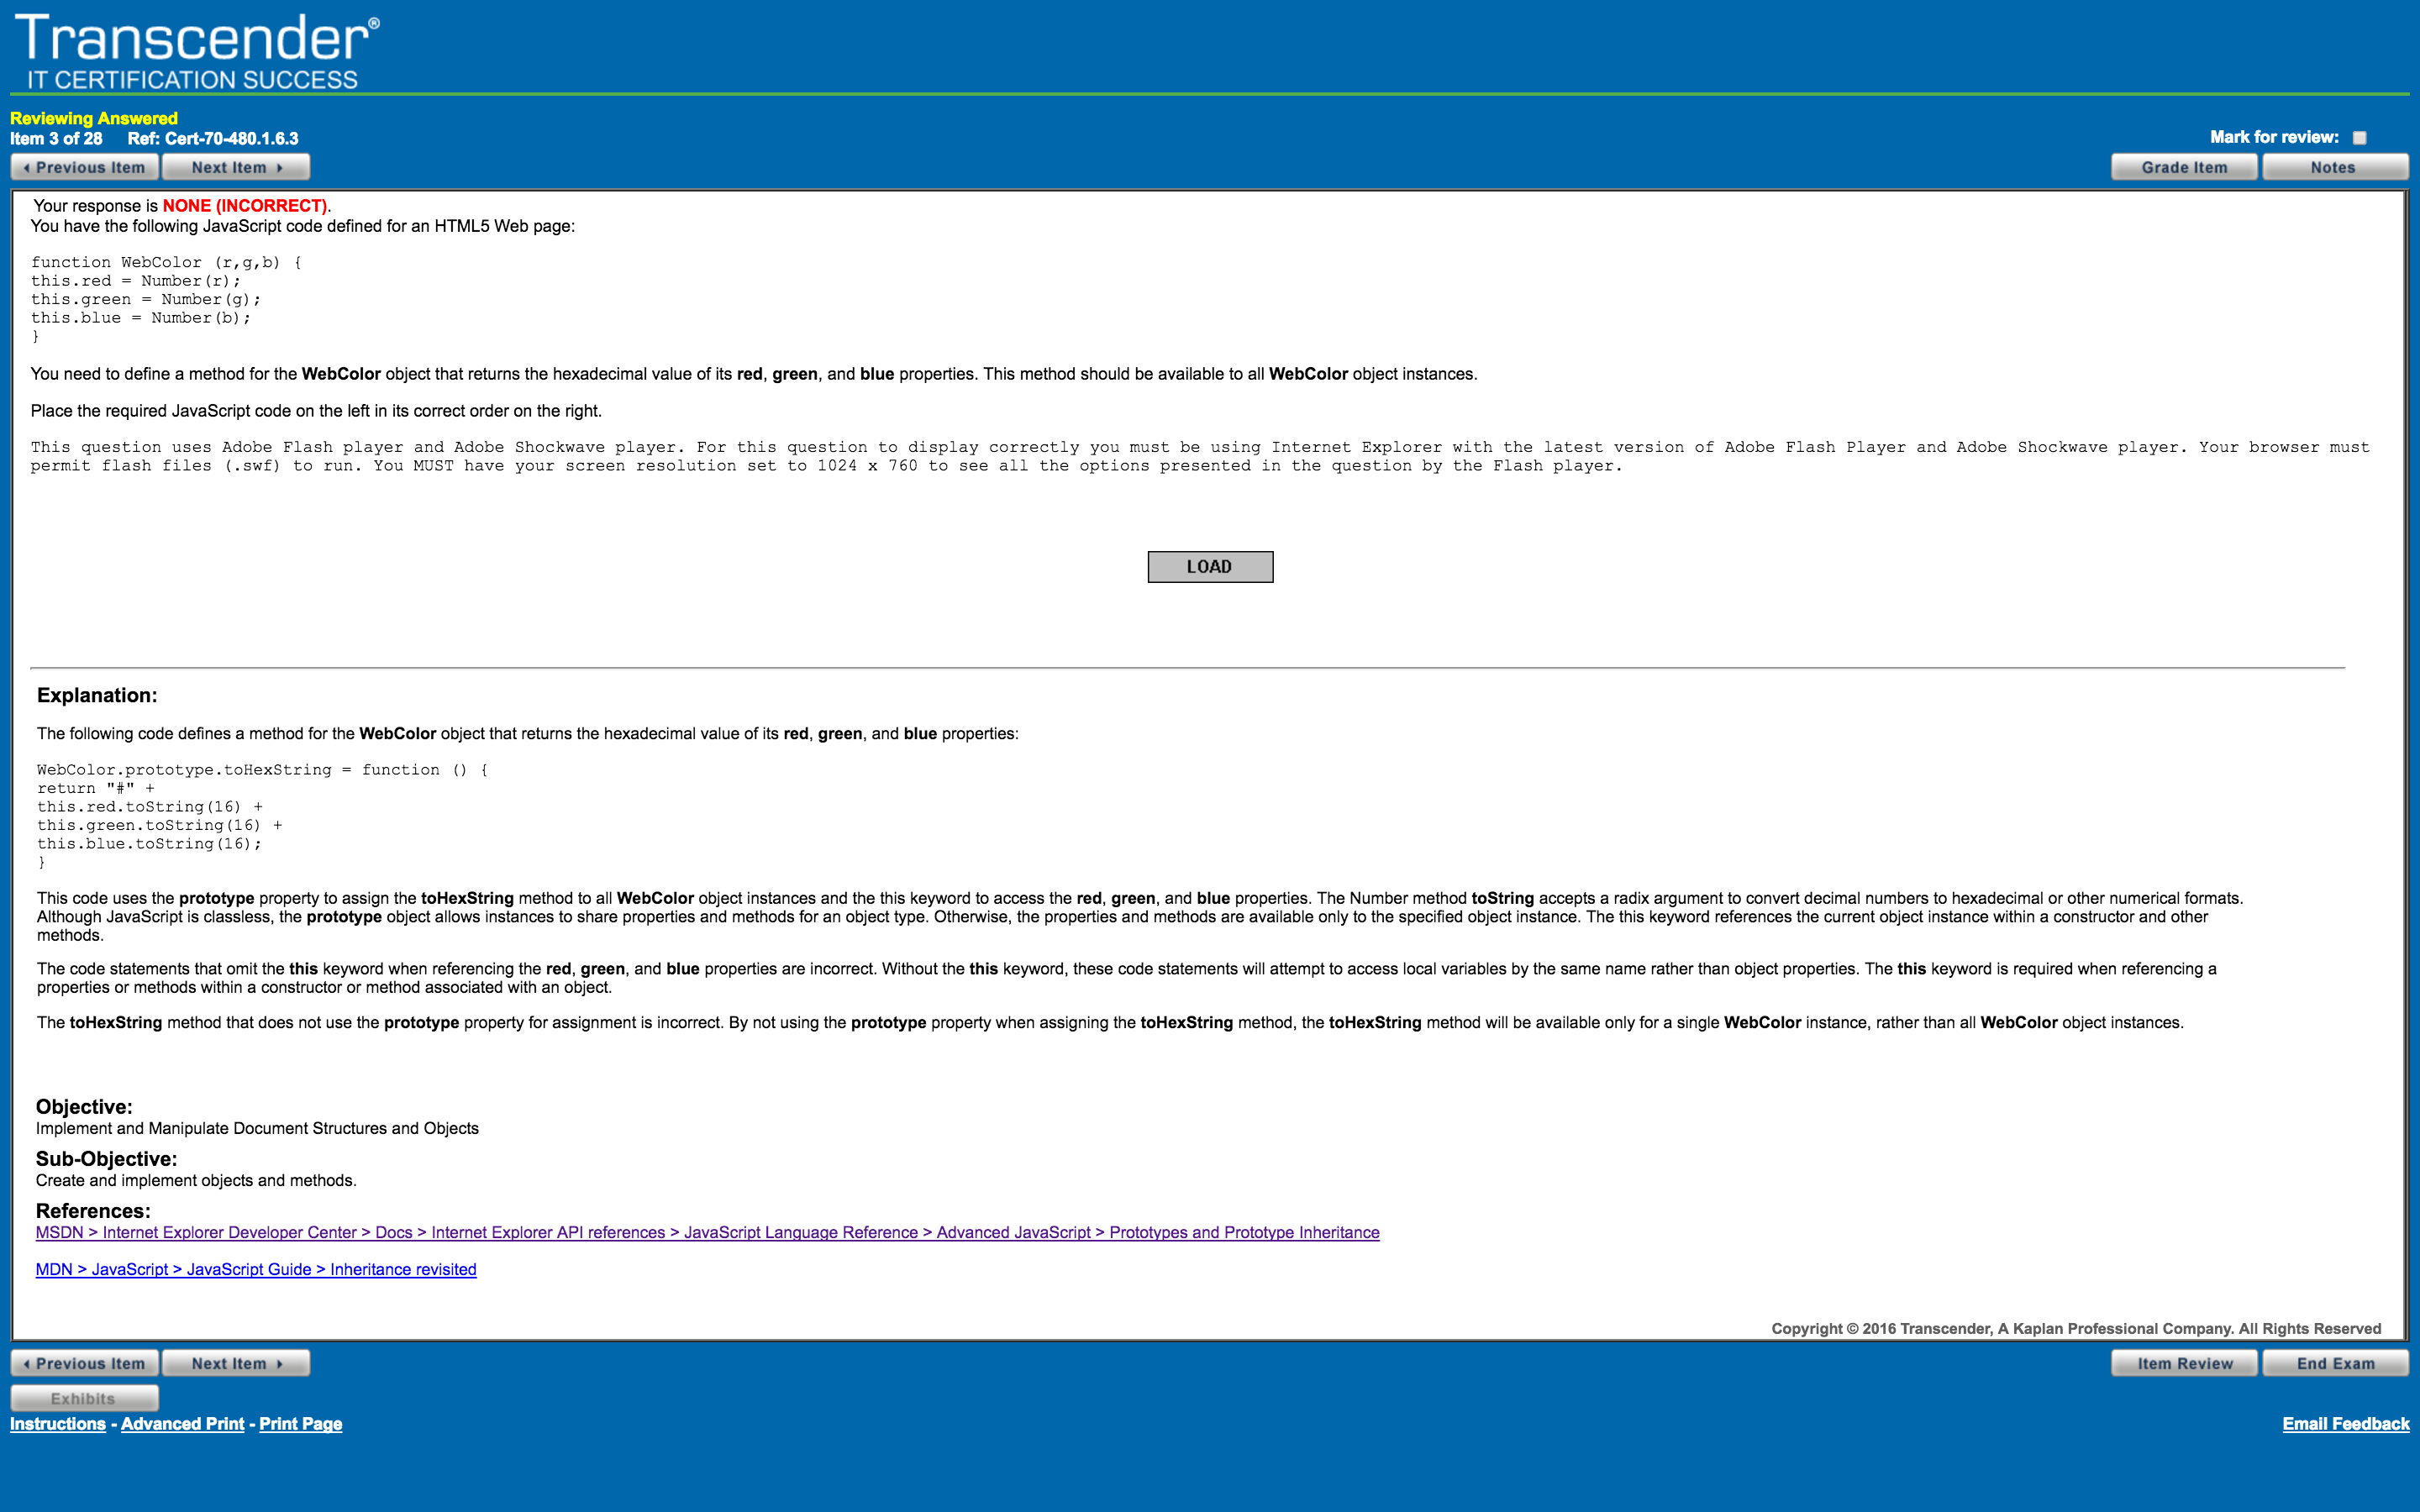 Transcender®
IT CERTIFICATION SUCCESS
Reviewing Answered
Item 3 of 28 Ref: Cert-70-480.1.6.3
Mark for review:
Previous Item Next Item Grade Item Notes
Your response is NONE (INCORRECT).
You have the following JavaScript code defined for an HTML5 Web page:
function WebColor (r,g,b) {
this.red = Number(r);
this.green = Number(g);
this.blue = Number(b);
}
You need to define a method for the WebColor object that returns the hexadecimal value of its red, green, and blue properties. This method should be available to all WebColor object instances.
Place the required JavaScript code on the left in its correct order on the right.
This question uses Adobe Flash player and Adobe Shockwave player. For this question to display correctly you must be using Internet Explorer with the latest version of Adobe Flash Player and Adobe Shockwave player. Your browser must
permit flash files (.swf) to run. You MUST have your screen resolution set to 1024 x 760 to see all the options presented in the question by the Flash player.
LOAD
Explanation:
The following code defines a method for the WebColor object that returns the hexadecimal value of its red, green, and blue properties:
WebColor.prototype.toHexString = function () {
return "#" +
this.red.toString(16) +
this.green.toString(16) +
this.blue.toString(16);
}
This code uses the prototype property to assign the toHexString method to all WebColor object instances and the this keyword to access the red, green, and blue properties. The Number method toString accepts a radix argument to convert decimal numbers to hexadecimal or other numerical formats.
Although JavaScript is classless, the prototype object allows instances to share properties and methods for an object type. Otherwise, the properties and methods are available only to the specified object instance. The this keyword references the current object instance within a constructor and other
methods.
The code statements that omit the this keyword when referencing the red, green, and blue properties are incorrect. Without the this keyword, these code statements will attempt to access local variables by the same name rather than object properties. The this keyword is required when referencing a
properties or methods within a constructor or method associated with an object.
The toHexString method that does not use the prototype property for assignment is incorrect. By not using the prototype property when assigning the toHexString method, the toHexString method will be available only for a single WebColor instance, rather than all WebColor object instances.
Objective:
Implement and Manipulate Document Structures and Objects
Sub-Objective:
Create and implement objects and methods.
References:
MSDN > Internet Explorer Developer Center > Docs > Internet Explorer API references > JavaScript Language Reference > Advanced JavaScript > Prototypes and Prototype Inheritance
MDN > JavaScript > JavaScript Guide > Inheritance revisited
Copyright © 2016 Transcender, A Kaplan Professional Company. All Rights Reserved
Previous Item Next Item Item Review End Exam
Exhibits
Instructions - Advanced Print - Print Page Email Feedback